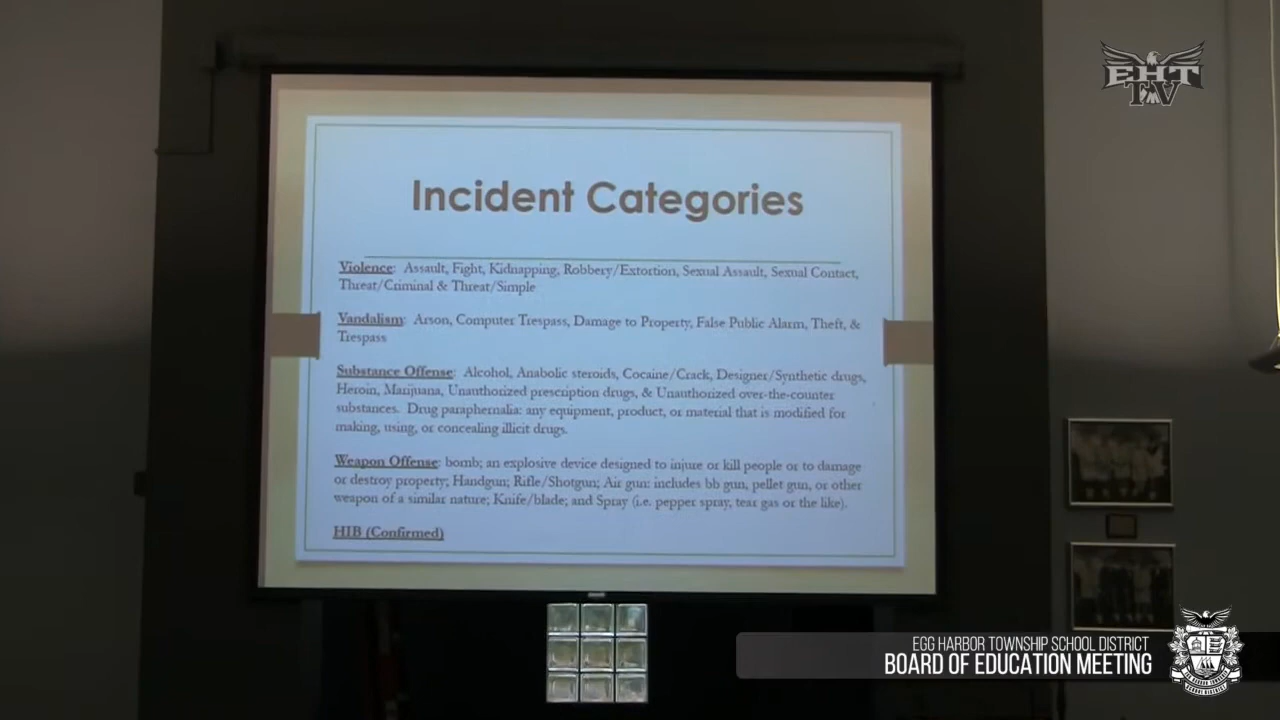 EHT
TV
Incident Categories
Violence: Assault, Fight, Kidnapping, Robbery/Extortion, Sexual Assault, Sexual Contact,
Threat/Criminal & Threat/Simple
Vandalism: Arson, Computer Trespass, Damage to Property, False Public Alarm, Theft, &
Trespass
Substance Offense: Alcohol, Anabolic steroids, Cocaine/Crack, Designer/Synthetic drugs,
Heroin, Marijuana, Unauthorized prescription drugs, & Unauthorized over-the-counter
substances. Drug paraphernalia: any equipment, product, or material that is modified for
making, using, or concealing illicit drugs.
Weapon Offense: bomb; an explosive device designed to injure or kill people or to damage
or destroy property; Handgun; Rifle/Shotgun; Air gun: includes bb gun, pellet gun, or other
weapon of a similar nature; Knife/blade; and Spray (i.e. pepper spray, tear gas or the like).
HIB (Confirmed)
EGG HARBOR TOWNSHIP SCHOOL DISTRICT
BOARD OF EDUCATION MEETING